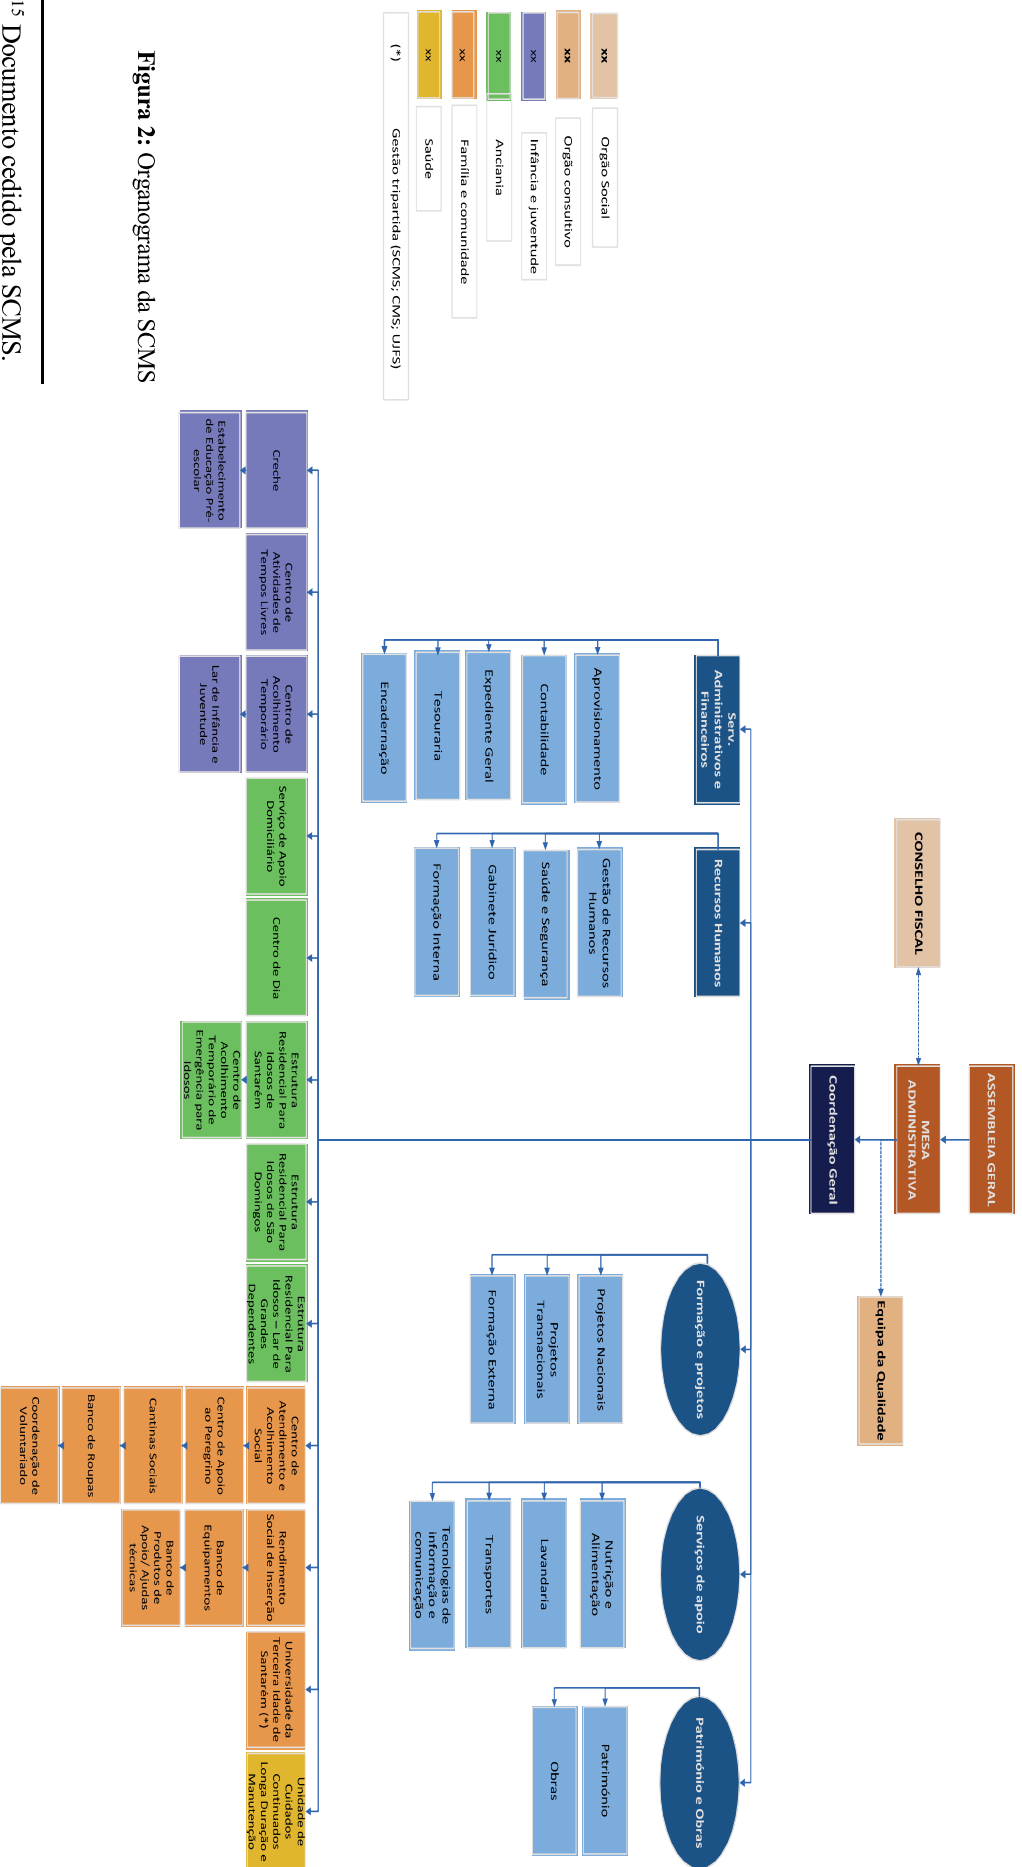 ASSEMBLEIA GERAL
MESA
ADMINISTRATIVA
CONSELHO FISCAL
Equipa da Qualidade
Coordenação Geral
Serv.
Administrativos e
Financeiros
Recursos Humanos
Formação e projetos
Serviços de apoio
Património e Obras
Aprovisionamento
Contabilidade
Expediente Geral
Tesouraria
Encadernação
Gestão de Recursos
Humanos
Saúde e Segurança
Gabinete Jurídico
Formação Interna
Projetos Nacionais
Projetos
Transnacionais
Formação Externa
Nutrição e
Alimentação
Lavandaria
Transportes
Tecnologias de
informação e
comunicação
Património
Obras
Creche
Estabelecimento
de Educação Pré-
escolar
Centro de
Atividades de
Tempos Livres
Centro de
Acolhimento
Temporário
Lar de Infância e
Juventude
Serviço de Apoio
Domiciliário
Centro de Dia
Estrutura
Residencial Para
Idosos de
Santarém
Centro de
Acolhimento
Temporário de
Emergência para
Idosos
Estrutura
Residencial Para
Idosos de São
Domingos
Estrutura
Residencial Para
Idosos – Lar de
Grandes
Dependentes
Centro de
Atendimento e
Acolhimento
Social
Centro de Apoio
ao Peregrino
Cantinas Sociais
Banco de Roupas
Coordenação de
Voluntariado
Rendimento
Social de Inserção
Banco de
Equipamentos
Banco de
Produtos de
Apoio/ Ajudas
técnicas
Universidade da
Terceira Idade de
Santarém (*)
Unidade de
Cuidados
Continuados
Longa Duração e
Manutenção
xx Orgão Social
xx Orgão consultivo
xx Infância e juventude
xx Anciania
xx Família e comunidade
xx Saúde
(*) Gestão tripartida (SCMS; CMS; UJFS)
Figura 2: Organograma da SCMS
15 Documento cedido pela SCMS.